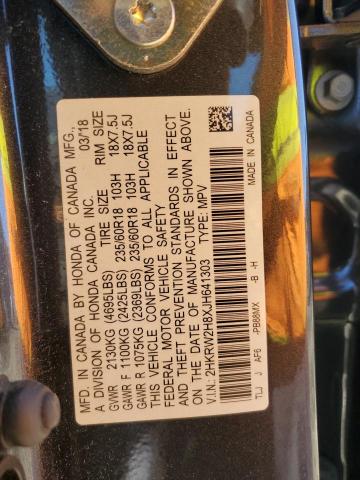 MFD. IN CANADA BY HONDA OF CANADA MFG.,
A DIVISION OF HONDA CANADA INC. 03/18
GVWR 2130KG (4695LBS) TIRE SIZE RIM SIZE
GAWR F 1100KG (2425LBS) 235/60R18 103H 18X7.5J
GAWR R 1075KG (2369LBS) 235/60R18 103H 18X7.5J
THIS VEHICLE CONFORMS TO ALL APPLICABLE
FEDERAL MOTOR VEHICLE SAFETY
AND THEFT PREVENTION STANDARDS IN EFFECT
ON THE DATE OF MANUFACTURE SHOWN ABOVE.
V.I.N.: 2HKRW2H8XJH641303 TYPE: MPV
TLJ J AF6 -PB88MX -B -H MADE IN CANADA